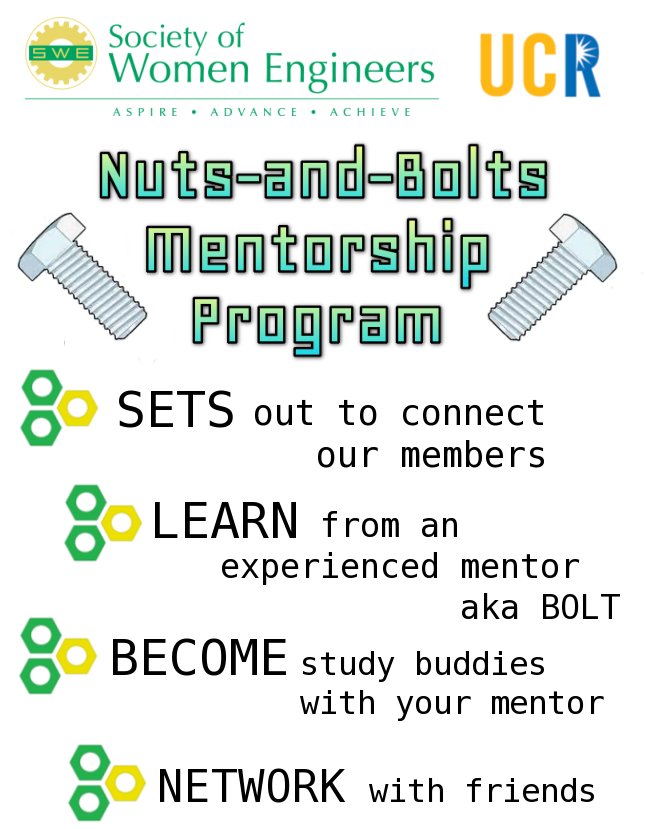 SWE
Society of
Women Engineers
ASPIRE • ADVANCE • ACHIEVE
UCR
Nuts-and-Bolts
Mentorship
Program
SETS out to connect
our members
LEARN from an
experienced mentor
aka BOLT
BECOME study buddies
with your mentor
NETWORK with friends